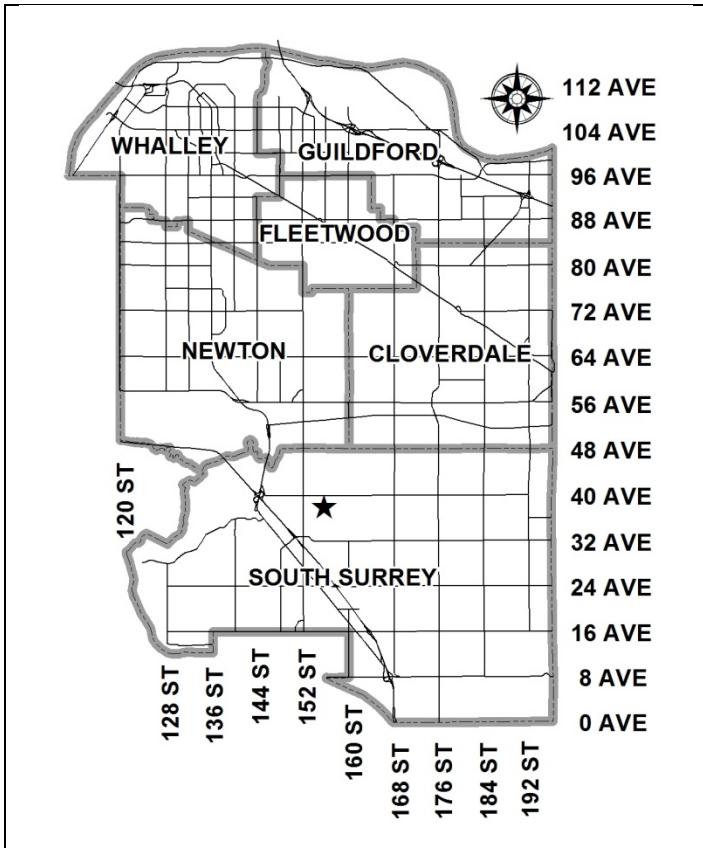 112 AVE
104 AVE
WHALLEY
GUILDFORD
96 AVE
88 AVE
FLEETWOOD
80 AVE
72 AVE
NEWTON
CLOVERDALE
64 AVE
56 AVE
48 AVE
120 ST
40 AVE
32 AVE
SOUTH SURREY
24 AVE
16 AVE
128 ST
136 ST
144 ST
152 ST
8 AVE
160 ST
0 AVE
168 ST
176 ST
184 ST
192 ST